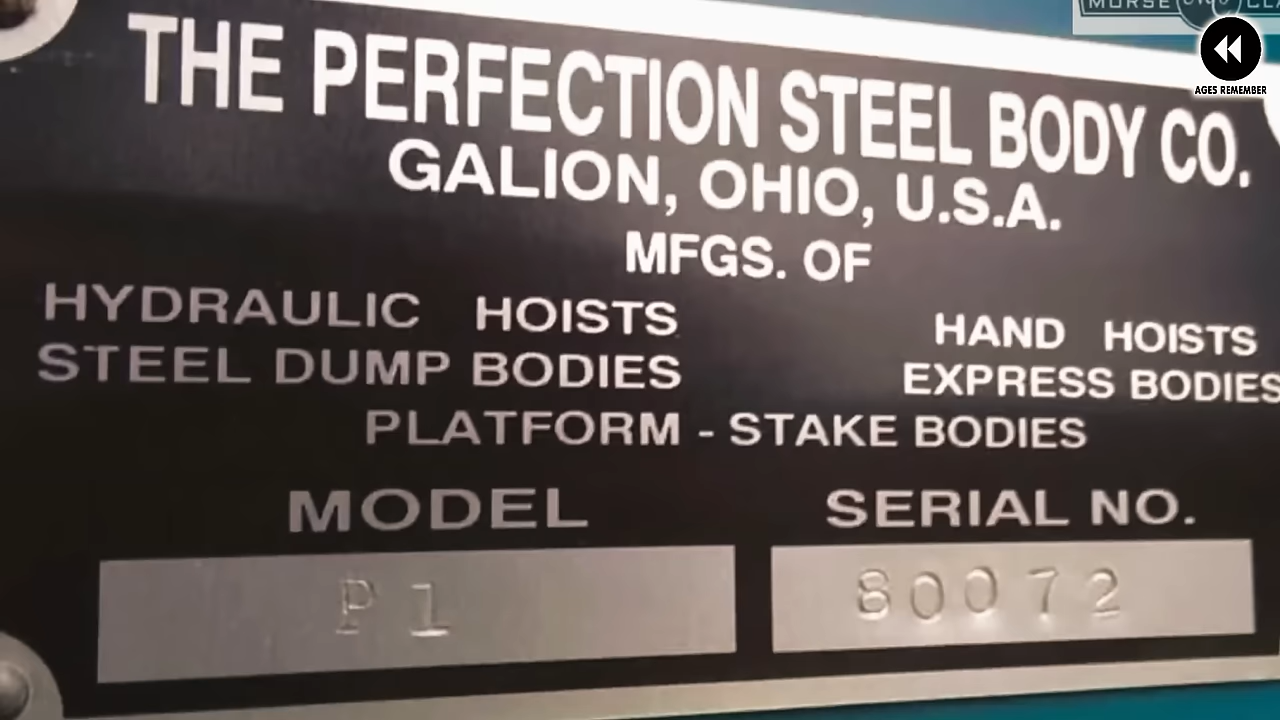 MORSE
AGES REMEMBER
THE PERFECTION STEEL BODY CO.
GALION, OHIO, U.S.A.
MFGS. OF
HYDRAULIC HOISTS HAND HOISTS
STEEL DUMP BODIES EXPRESS BODIES
PLATFORM - STAKE BODIES
MODEL SERIAL NO.
P1 80072